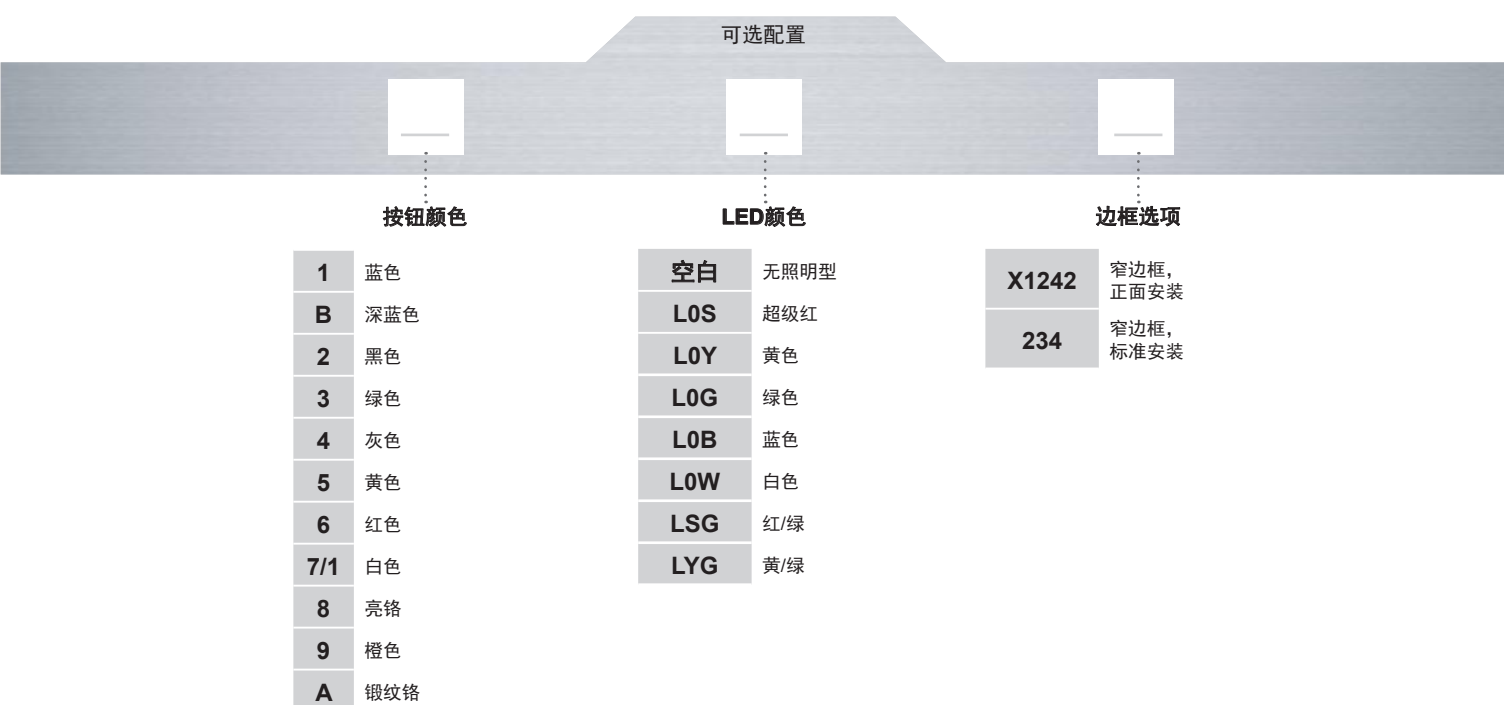 可选配置
按钮颜色
1 蓝色
B 深蓝色
2 黑色
3 绿色
4 灰色
5 黄色
6 红色
7/1 白色
8 亮铬
9 橙色
A 锻纹铬
LED颜色
空白 无照明型
L0S 超级红
L0Y 黄色
L0G 绿色
L0B 蓝色
L0W 白色
LSG 红/绿
LYG 黄/绿
边框选项
X1242 窄边框，
正面安装
234 窄边框，
标准安装